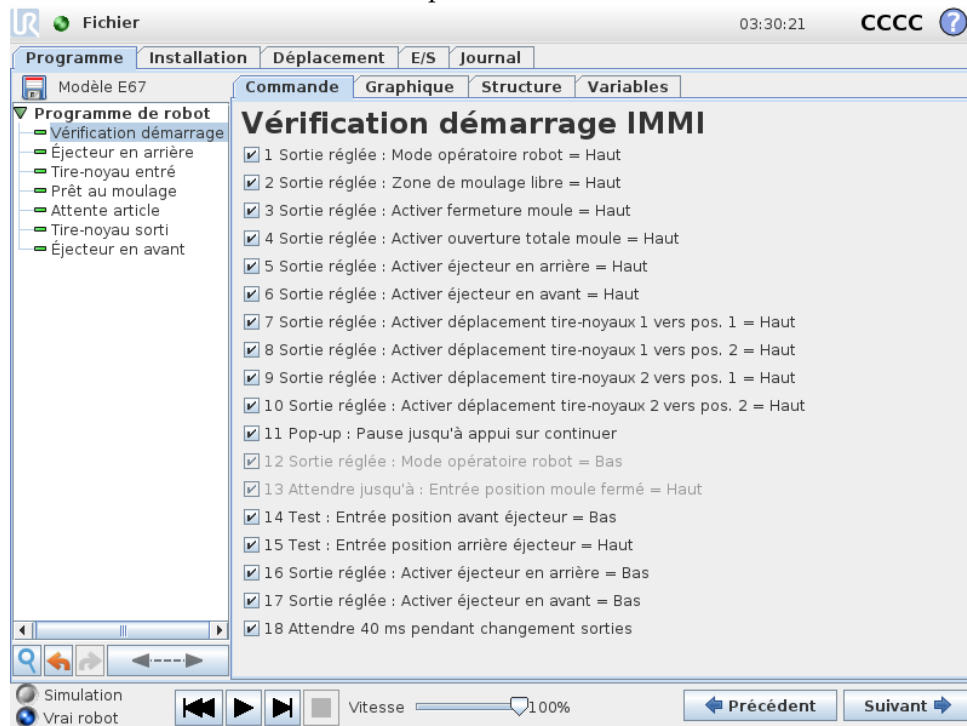 UR Fichier 03:30:21 CCCC ?
Programme Installation Déplacement E/S Journal
Modèle E67
Commande Graphique Structure Variables
Programme de robot
Vérification démarrage
Éjecteur en arrière
Tire-noyau entré
Prêt au moulage
Attente article
Tire-noyau sorti
Éjecteur en avant
Vérification démarrage IMMI
1 Sortie réglée : Mode opératoire robot = Haut
2 Sortie réglée : Zone de moulage libre = Haut
3 Sortie réglée : Activer fermeture moule = Haut
4 Sortie réglée : Activer ouverture totale moule = Haut
5 Sortie réglée : Activer éjecteur en arrière = Haut
6 Sortie réglée : Activer éjecteur en avant = Haut
7 Sortie réglée : Activer déplacement tire-noyaux 1 vers pos. 1 = Haut
8 Sortie réglée : Activer déplacement tire-noyaux 1 vers pos. 2 = Haut
9 Sortie réglée : Activer déplacement tire-noyaux 2 vers pos. 1 = Haut
10 Sortie réglée : Activer déplacement tire-noyaux 2 vers pos. 2 = Haut
11 Pop-up : Pause jusqu'à appui sur continuer
12 Sortie réglée : Mode opératoire robot = Bas
13 Attendre jusqu'à : Entrée position moule fermé = Haut
14 Test : Entrée position avant éjecteur = Bas
15 Test : Entrée position arrière éjecteur = Haut
16 Sortie réglée : Activer éjecteur en arrière = Bas
17 Sortie réglée : Activer éjecteur en avant = Bas
18 Attendre 40 ms pendant changement sorties
Simulation
Vrai robot
Vitesse 100%
Précédent Suivant